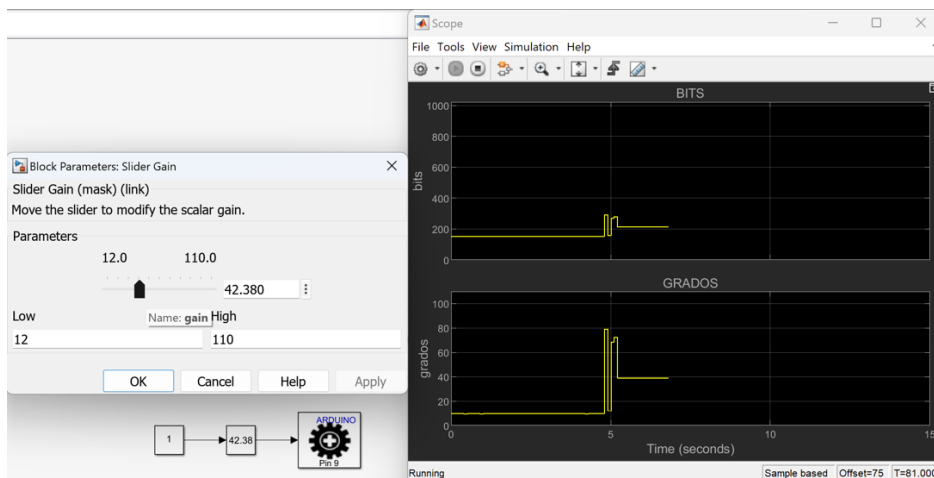 Block Parameters: Slider Gain
Slider Gain (mask) (link)
Move the slider to modify the scalar gain.
Parameters
12.0 110.0
42.380
Low High
Name: gain
12 110
OK Cancel Help Apply
1 42.38 ARDUINO
Pin 9
Scope
File Tools View Simulation Help
BITS
bits
1000
800
600
400
200
0
GRADOS
grados
100
80
60
40
20
0
0 5 10 15
Time (seconds)
Running Sample based Offset=75 T=81.000